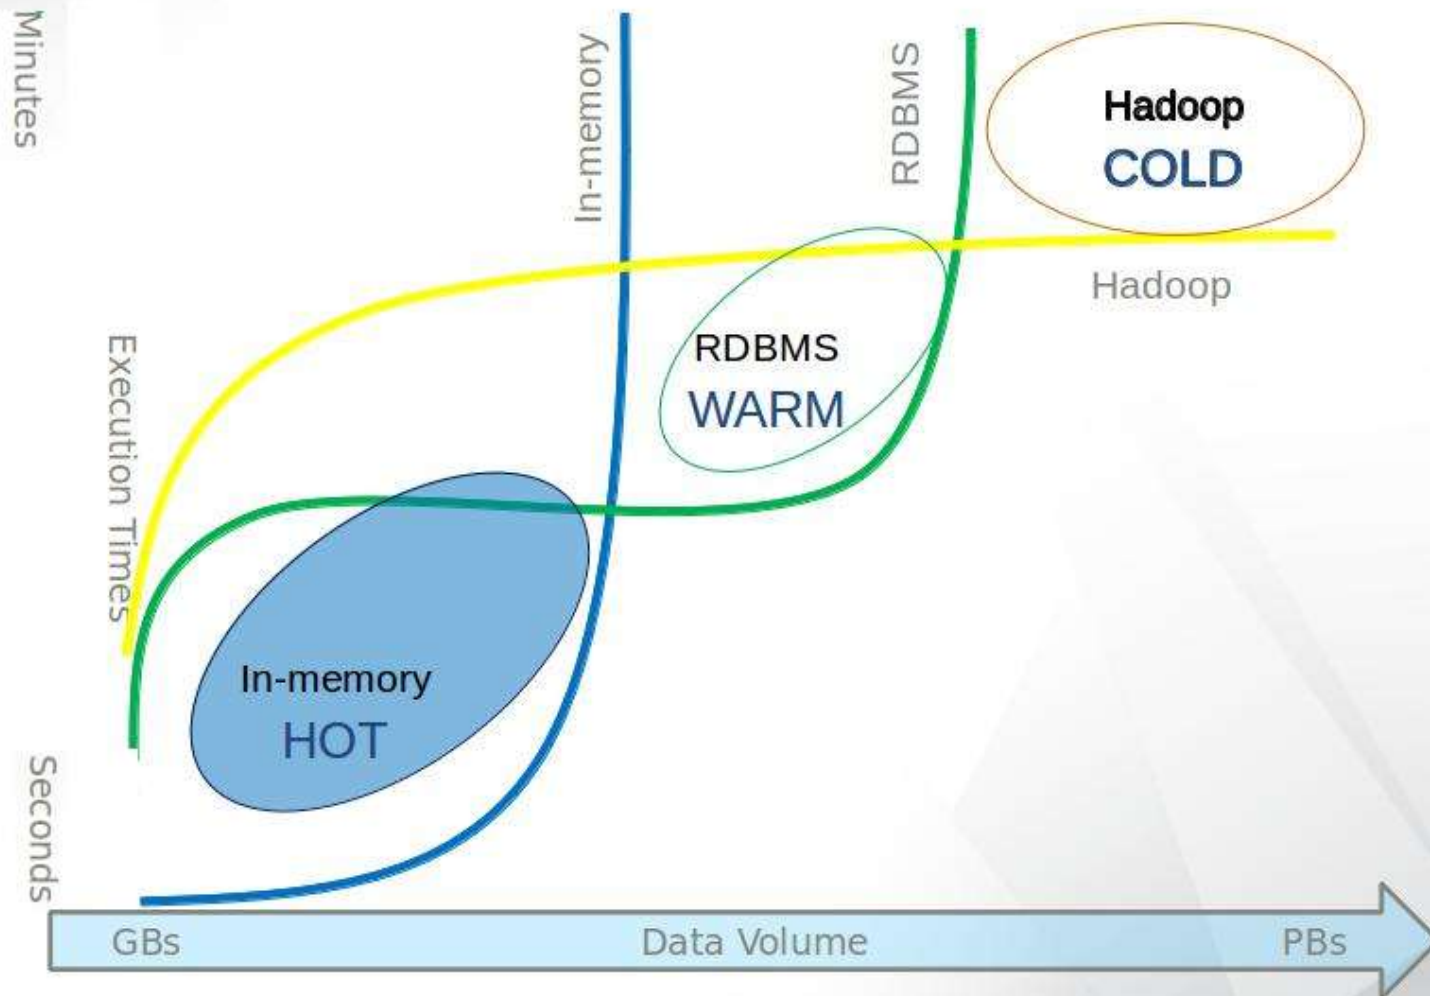 Minutes
In-memory
RDBMS
Hadoop
COLD
Hadoop
Execution Times
RDBMS
WARM
In-memory
HOT
Seconds
GBs
Data Volume
PBs